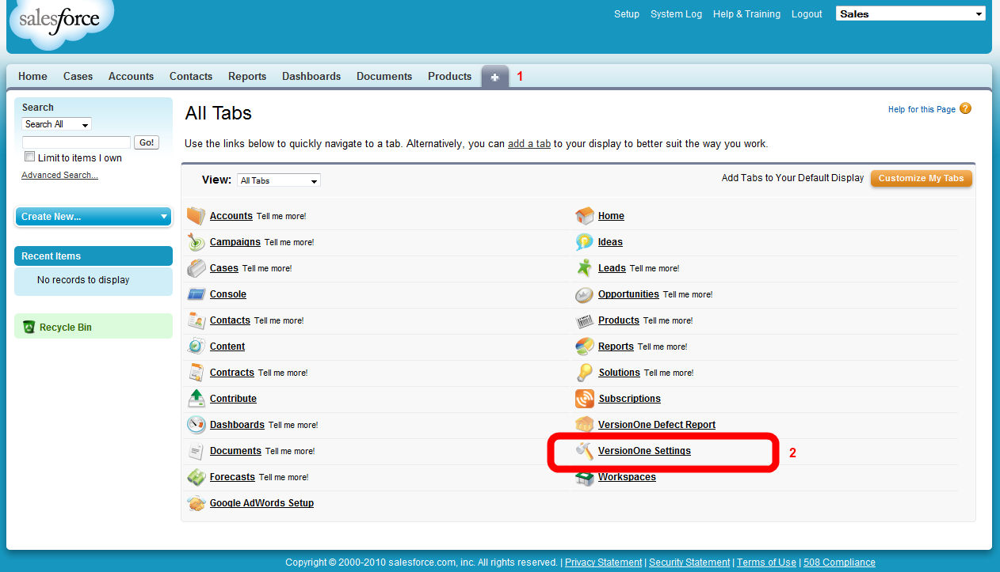 salesforce
Setup System Log Help & Training Logout Sales
Home Cases Accounts Contacts Reports Dashboards Documents Products + 1
Search
Search All
Go!
Limit to items I own
Advanced Search...
Create New...
Recent Items
No records to display
Recycle Bin
All Tabs
Help for this Page ?
Use the links below to quickly navigate to a tab. Alternatively, you can add a tab to your display to better suit the way you work.
View: All Tabs Add Tabs to Your Default Display Customize My Tabs
Accounts Tell me more!
Campaigns Tell me more!
Cases Tell me more!
Console
Contacts Tell me more!
Content
Contracts Tell me more!
Contribute
Dashboards Tell me more!
Documents Tell me more!
Forecasts Tell me more!
Google AdWords Setup
Home
Ideas
Leads Tell me more!
Opportunities Tell me more!
Products Tell me more!
Reports Tell me more!
Solutions Tell me more!
Subscriptions
VersionOne Defect Report
VersionOne Settings 2
Workspaces
Copyright © 2000-2010 salesforce.com, inc. All rights reserved. | Privacy Statement | Security Statement | Terms of Use | 508 Compliance